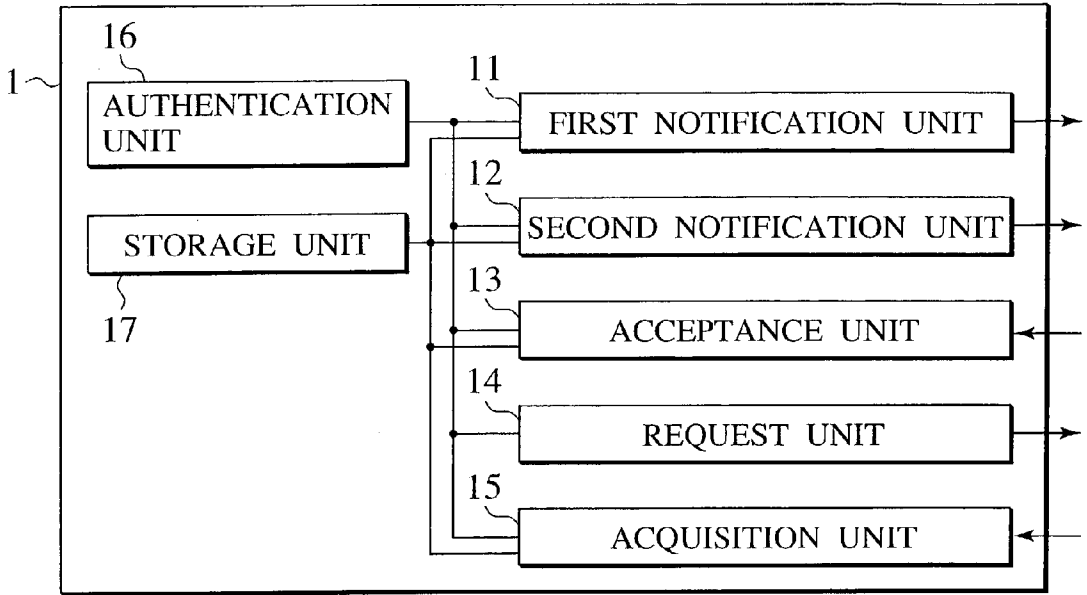 1
16
AUTHENTICATION
UNIT
STORAGE UNIT
17
11
FIRST NOTIFICATION UNIT
12
SECOND NOTIFICATION UNIT
13
ACCEPTANCE UNIT
14
REQUEST UNIT
15
ACQUISITION UNIT